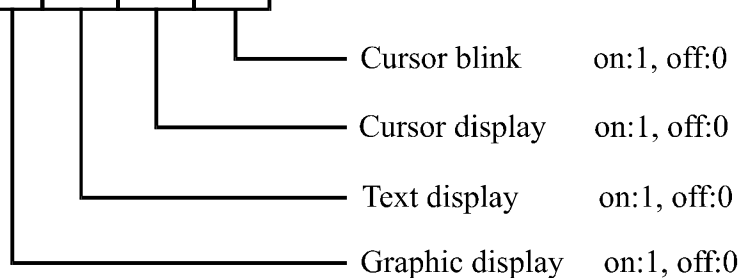 Cursor blink on:1, off:0
Cursor display on:1, off:0
Text display on:1, off:0
Graphic display on:1, off:0